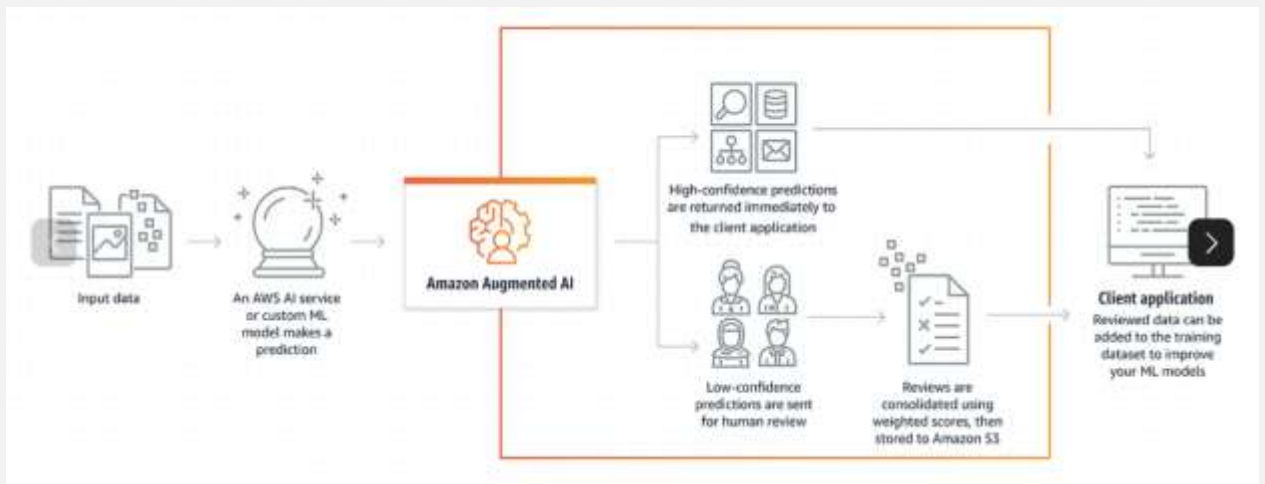 Input data
An AWS AI service
or custom ML
model makes a
prediction
Amazon Augmented AI
High-confidence predictions
are returned immediately to
the client application
Low-confidence
predictions are sent
for human review
Reviews are
consolidated using
weighted scores, then
stored to Amazon S3
Client application
Reviewed data can be
added to the training
dataset to improve
your ML models